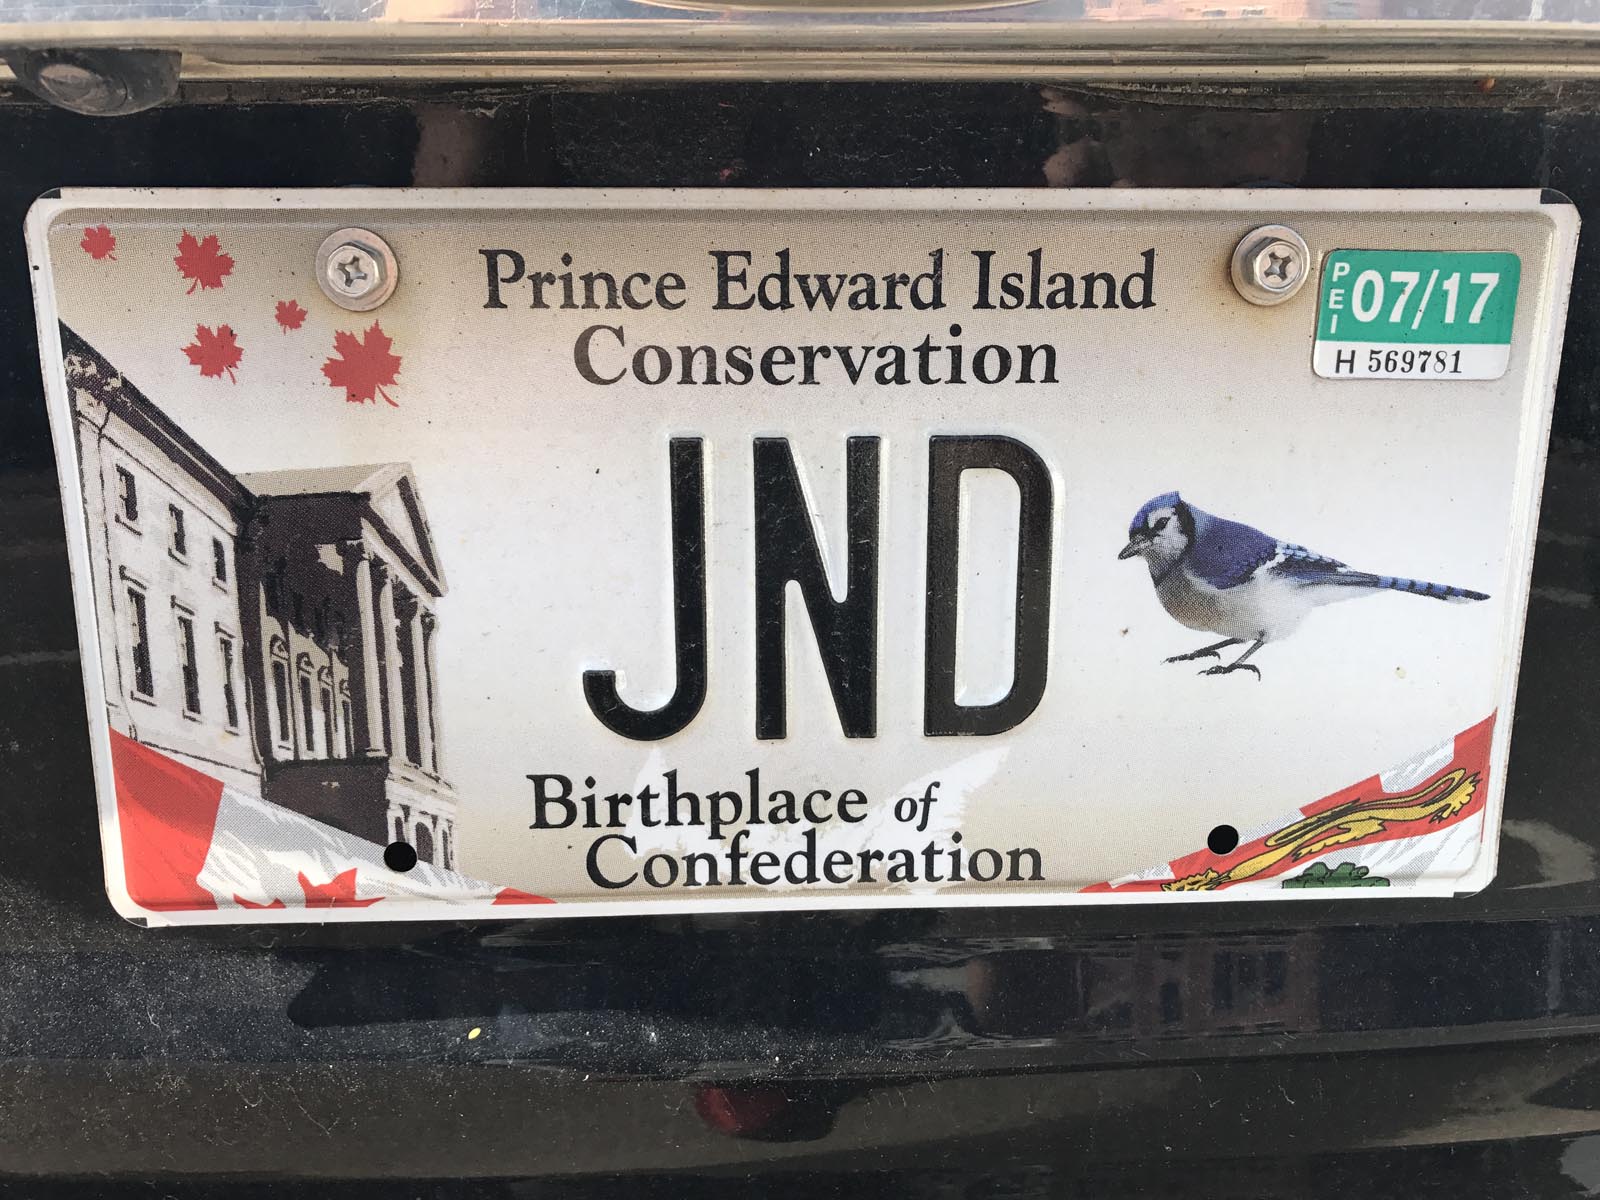 Prince Edward Island
Conservation
PEI
07/17
H 569781
JND
Birthplace of
Confederation